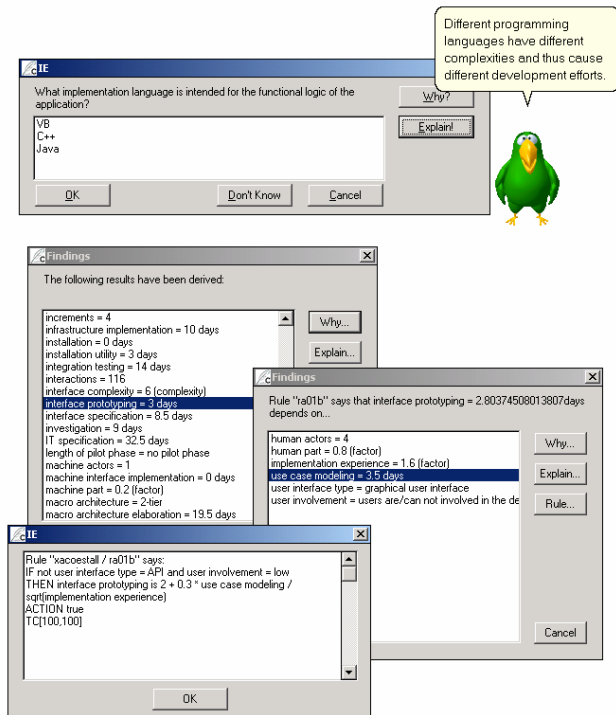 Different programming
languages have different
complexities and thus cause
different development efforts.
IE
What implementation language is intended for the functional logic of the
application?
Why?
VB
C++
Java
Explain!
OK
Don't Know
Cancel
Findings
The following results have been derived:
increments = 4
infrastructure implementation = 10 days
installation = 0 days
installation utility = 3 days
integration testing = 14 days
interactions = 116
interface complexity = 6 (complexity)
interface prototyping = 3 days
interface specification = 8.5 days
investigation = 9 days
IT specification = 32.5 days
length of pilot phase = no pilot phase
machine actors = 1
machine interface implementation = 0 days
machine part = 0.2 (factor)
macro architecture = 2-tier
macro architecture elaboration = 19.5 days
Why...
Explain...
Findings
Rule "ra01b" says that interface prototyping = 2.80374508013807days
depends on...
human actors = 4
human part = 0.8 (factor)
implementation experience = 1.6 (factor)
use case modeling = 3.5 days
user interface type = graphical user interface
user involvement = users are/can not involved in the de
Why...
Explain...
Rule...
Cancel
IE
Rule "xacoestall / ra01b" says:
IF not user interface type = API and user involvement = low
THEN interface prototyping is 2 + 0.3 * use case modeling /
sqrt(implementation experience)
ACTION true
TC[100,100]
OK